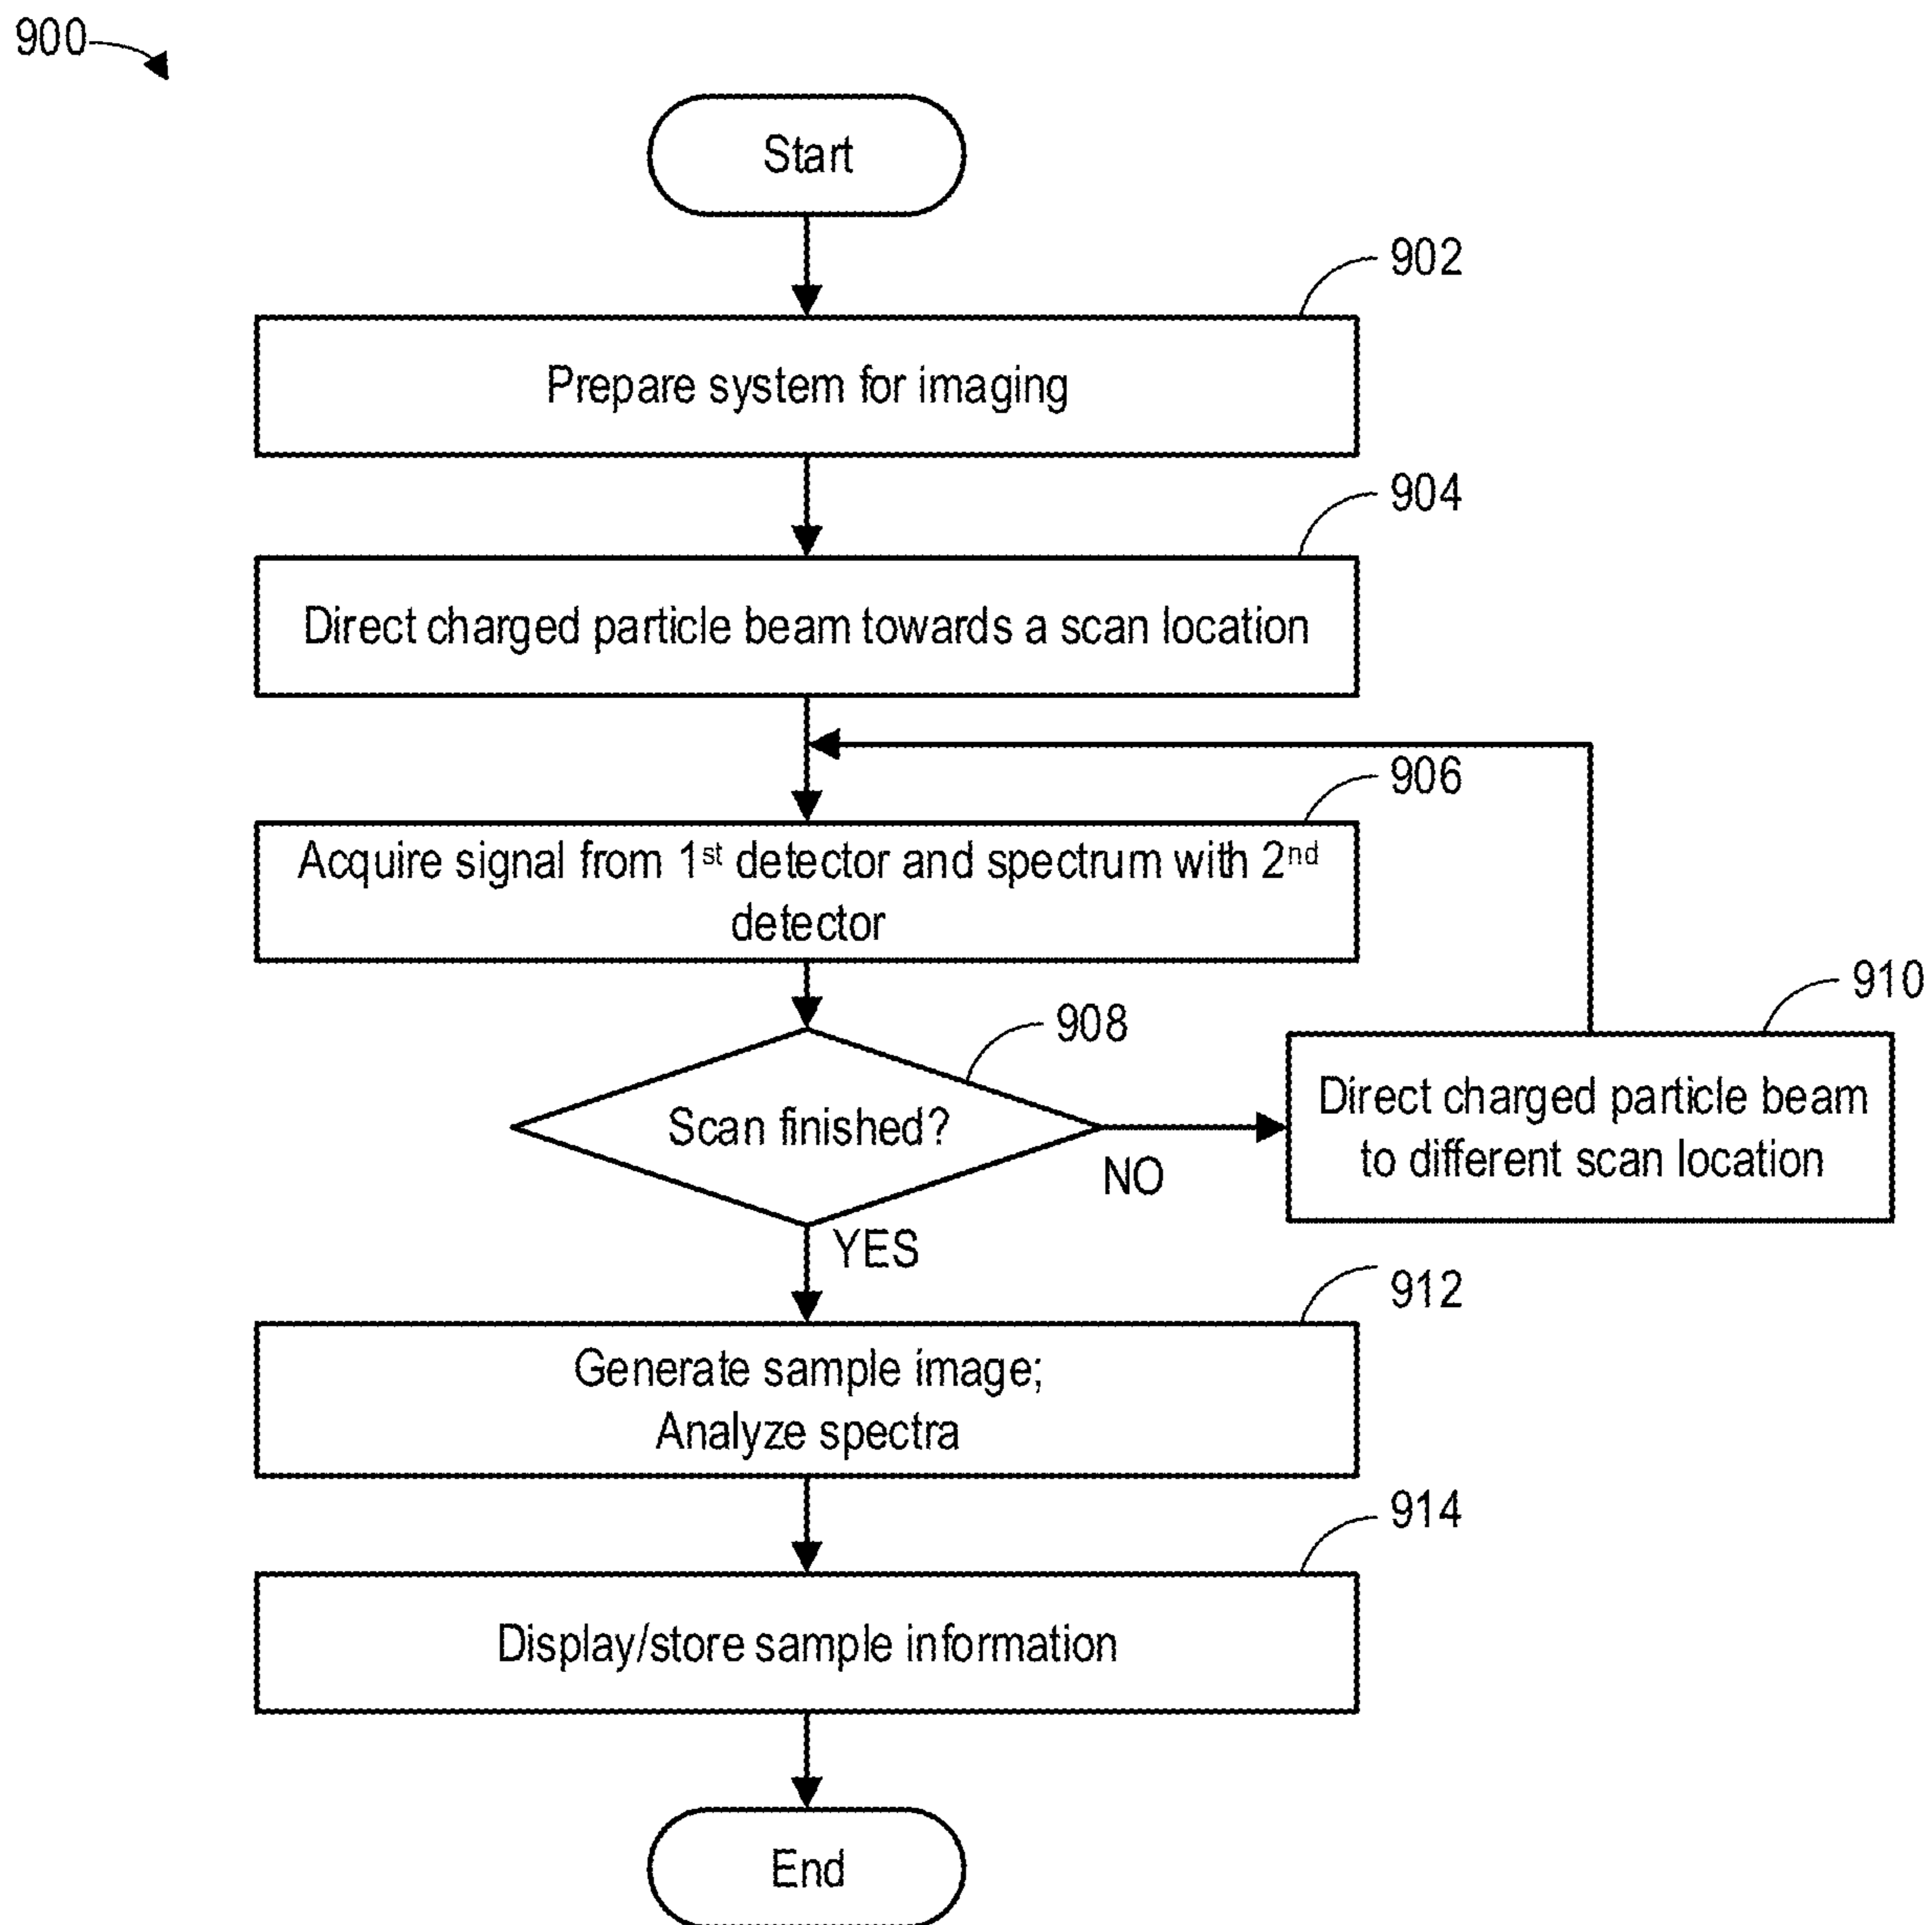 900
Start
902
Prepare system for imaging
904
Direct charged particle beam towards a scan location
906
Acquire signal from 1st detector and spectrum with 2nd
detector
908
Scan finished?
NO
910
Direct charged particle beam
to different scan location
YES
912
Generate sample image;
Analyze spectra
914
Display/store sample information
End